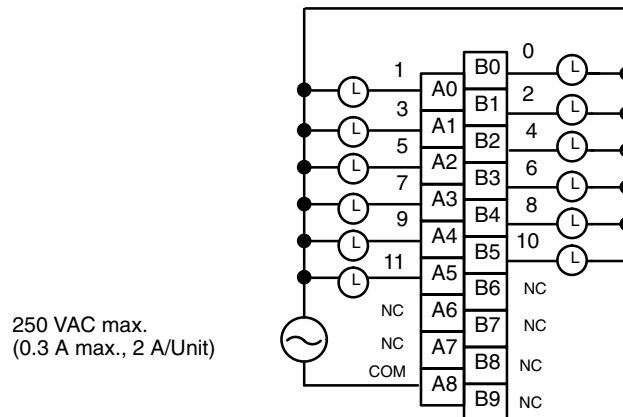 0
L
B0
1
L
A0
2
B1
L
3
L
A1
4
B2
L
5
L
A2
6
B3
L
7
L
A3
8
B4
L
9
L
A4
10
B5
L
11
L
A5
B6
NC
NC
A6
B7
NC
NC
A7
B8
NC
COM
A8
B9
NC
250 VAC max.
(0.3 A max., 2 A/Unit)